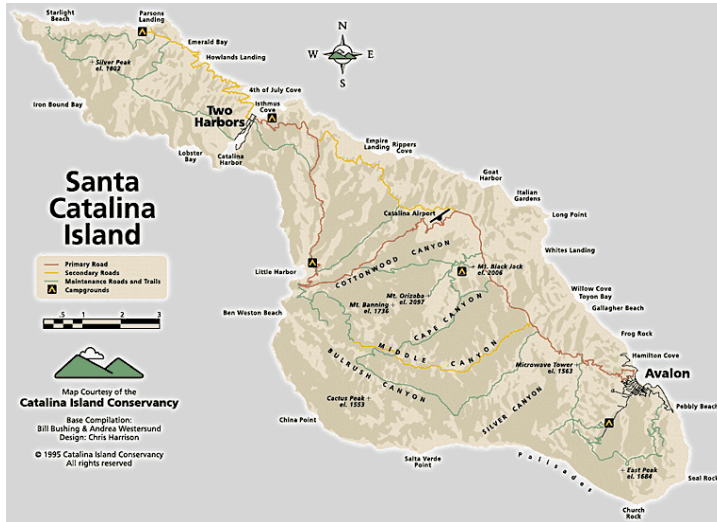 Starlight
Beach
Parsons
Landing
Emerald Bay
Howlands Landing
Silver Peak
el. 1802
N
W
E
S
4th of July Cove
Isthmus
Cove
Two
Harbors
Iron Bound Bay
Lobster
Bay
Catalina
Harbor
Empire
Landing
Rippers
Cove
Goat
Harbor
Italian
Gardens
Long Point
Santa
Catalina
Island
Catalina Airport
Whites Landing
Primary Road
Secondary Roads
Maintenance Roads and Trails
Campgrounds
Little Harbor
COTTONWOOD CANYON
Mt. Black Jack
el. 2006
Mt. Orizaba
el. 2097
Mt. Banning
el. 1736
CAPE CANYON
Willow Cove
Toyon Bay
Gallagher Beach
Ben Weston Beach
.5 1 2 3
Frog Rock
MIDDLE CANYON
Hamilton Cove
BULRUSH CANYON
Microwave Tower
el. 1563
Avalon
Map Courtesy of the
Catalina Island Conservancy
Cactus Peak
el. 1553
SILVER CANYON
Pebbly Beach
Base Compilation:
Bill Bushing & Andrea Westersund
Design: Chris Harrison
China Point
© 1995 Catalina Island Conservancy
All rights reserved
Salta Verde
Point
Palisades
East Peak
el. 1684
Seal Rock
Church
Rock